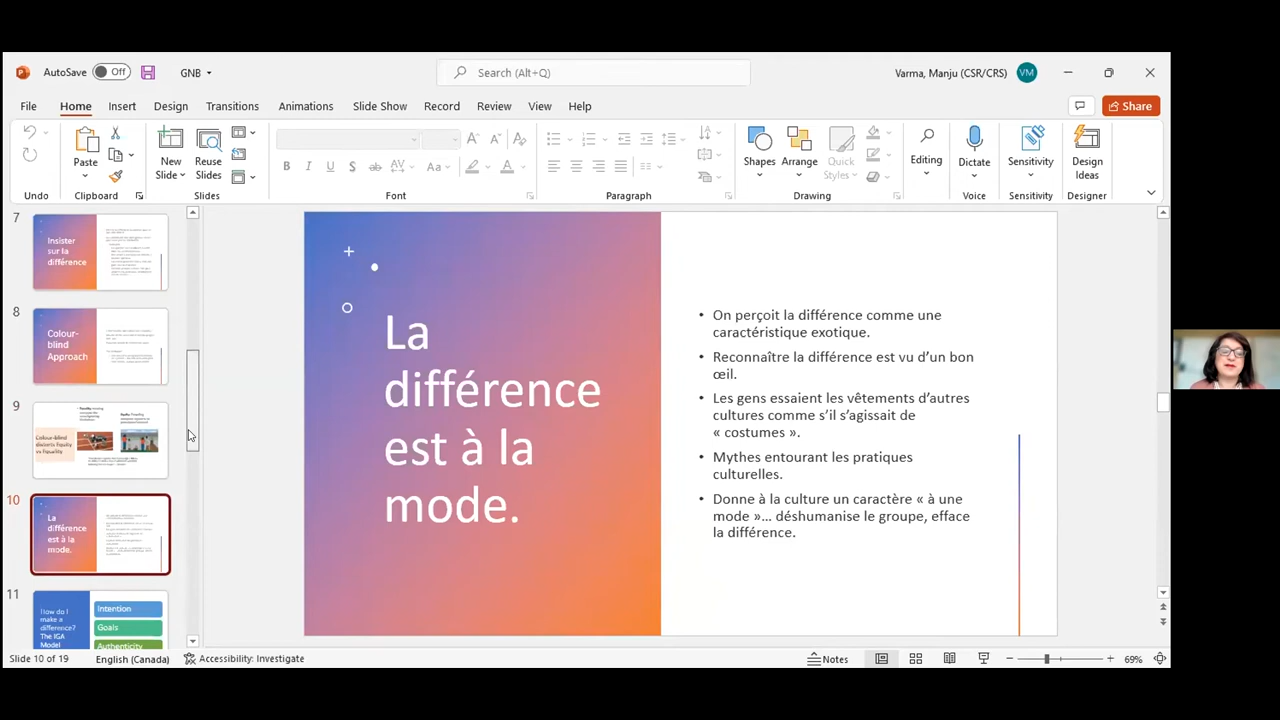 AutoSave Off GNB Search (Alt+Q) Varma, Manju (CSR/CRS) VM
File Home Insert Design Transitions Animations Slide Show Record Review View Help Share
Paste New Slide Reuse Slides Shapes Arrange Quick Styles Editing Dictate Sensitivity Design Ideas
Undo Clipboard Slides Font Paragraph Drawing Voice Sensitivity Designer
7
Insister
sur la
différence
8
Colour-
blind
Approach
9
10
La
différence
est à la
mode.
11
How do I
make a
difference?
The IGA
Model
Intention
Goals
Authenticity
La
différence
est à la
mode.
• On perçoit la différence comme une
caractéristique exotique.
• Reconnaître la différence est vu d'un bon
œil.
• Les gens essaient les vêtements d'autres
cultures comme s'il s'agissait de
« costumes ».
• Mythes entourant les pratiques
culturelles.
• Donne à la culture un caractère « à une
mode »... déshumanise le groupe, efface
la différence.
Slide 10 of 19 English (Canada) Accessibility: Investigate Notes 69%